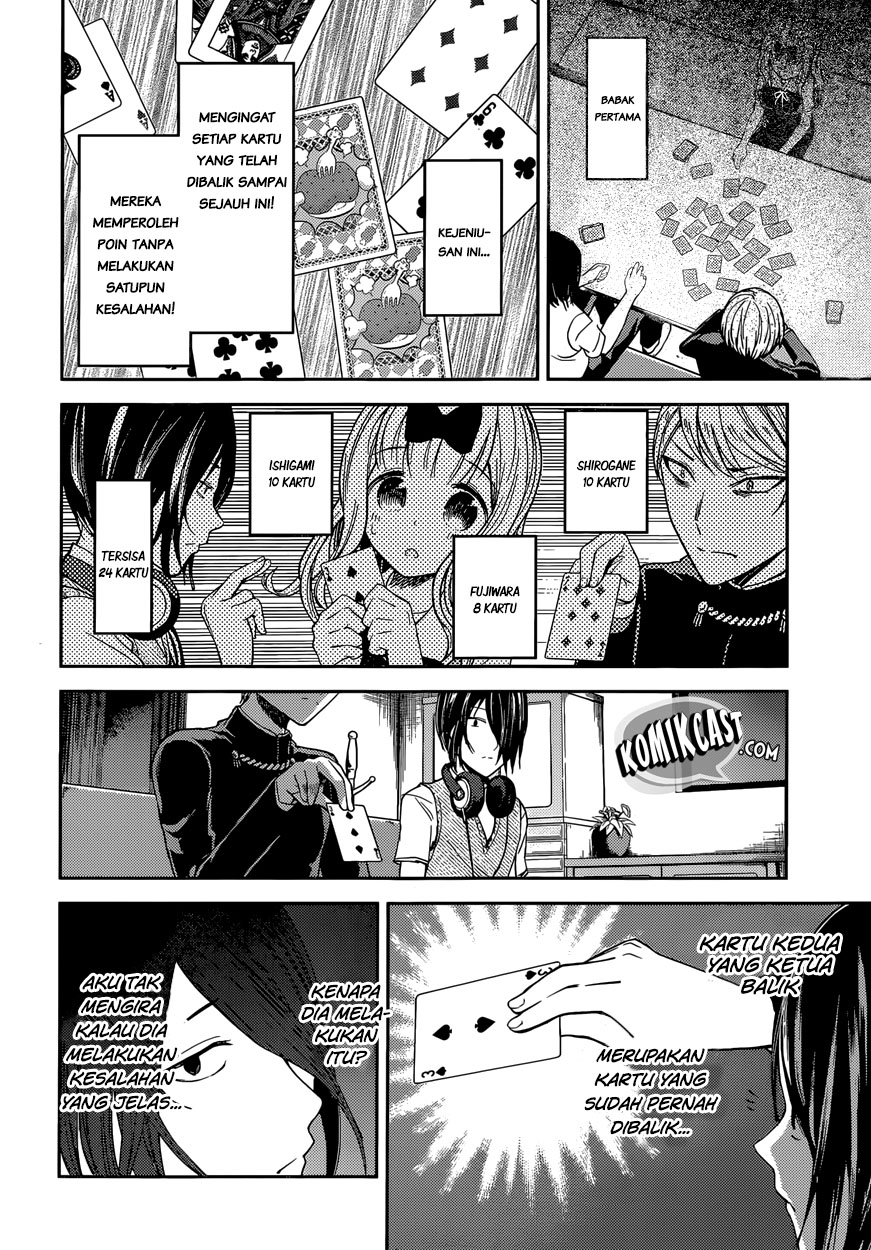 BABAK
PERTAMA
KEJENIU-
SAN INI...
MENGINGAT
SETIAP KARTU
YANG TELAH
DIBALIK SAMPAI
SEJAUH INI!
MEREKA
MEMPEROLEH
POIN TANPA
MELAKUKAN
SATUPUN
KESALAHAN!
A
9
SHIROGANE
10 KARTU
FUJIWARA
8 KARTU
ISHIGAMI
10 KARTU
TERSISA
24 KARTU
KOMIKCAST
.COM
KARTU KEDUA
YANG KETUA
BALIK
MERUPAKAN
KARTU YANG
SUDAH PERNAH
DIBALIK...
3
3
KENAPA
DIA MELA-
KUKAN
ITU?
AKU TAK
MENGIRA
KALAU DIA
MELAKUKAN
KESALAHAN
YANG JELAS...